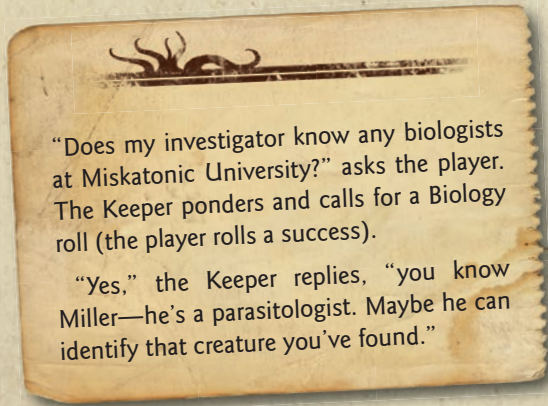 “Does my investigator know any biologists
at Miskatonic University?” asks the player.
The Keeper ponders and calls for a Biology
roll (the player rolls a success).
“Yes,” the Keeper replies, “you know
Miller—he’s a parasitologist. Maybe he can
identify that creature you’ve found.”